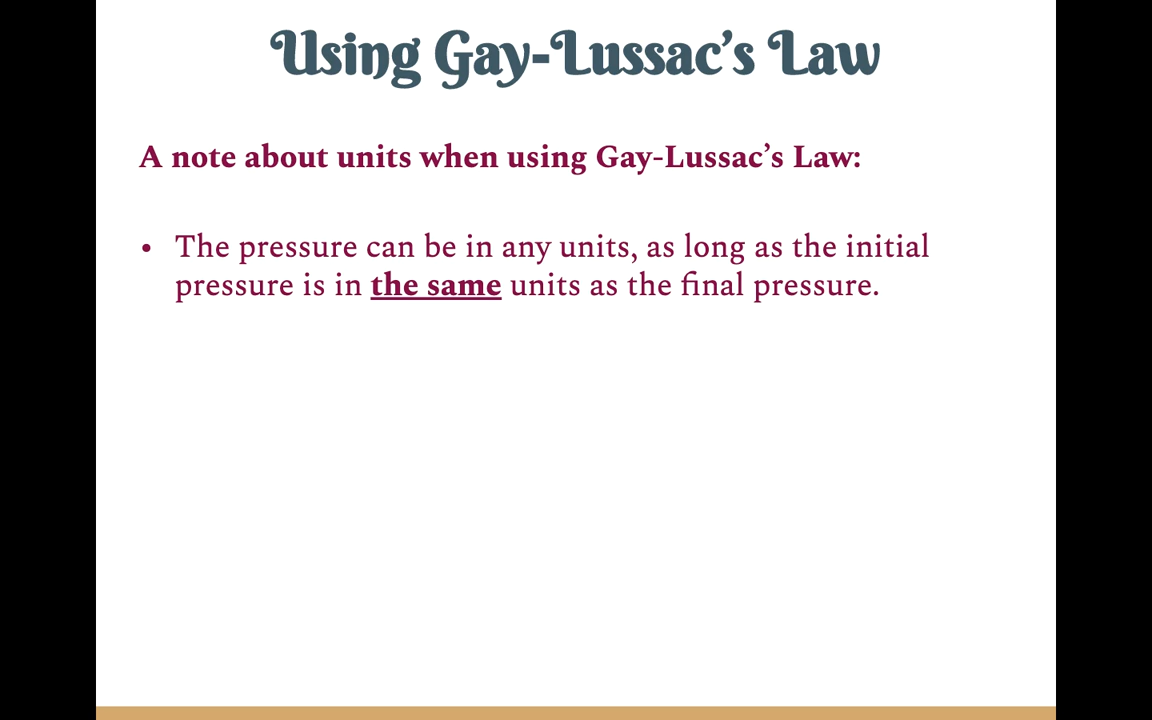 Using Gay-Lussac’s Law
A note about units when using Gay-Lussac’s Law:
• The pressure can be in any units, as long as the initial
pressure is in the same units as the final pressure.